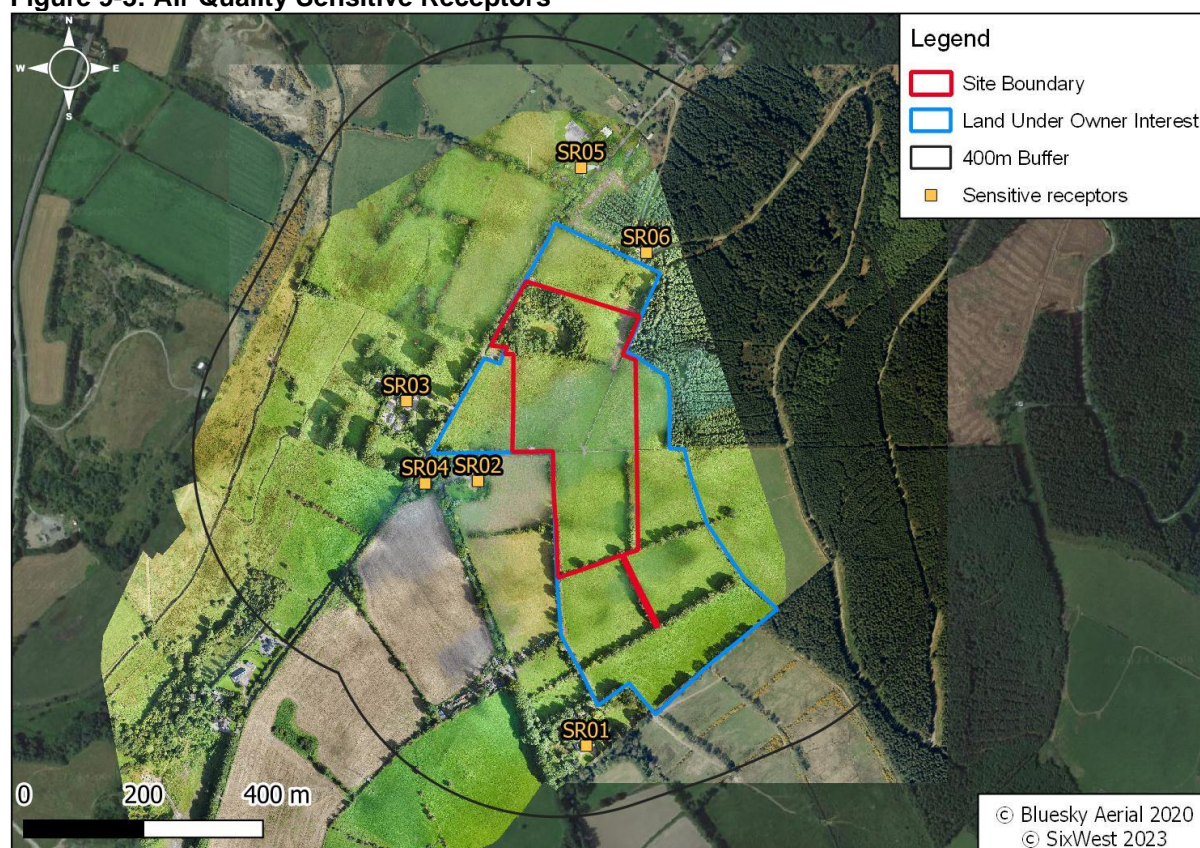 Figure 9-3: Air Quality Sensitive Receptors
N
W
E
S
Legend
Site Boundary
Land Under Owner Interest
400m Buffer
Sensitive receptors
SR05
SR06
SR03
SR04
SR02
SR01
0 200 400 m
© Bluesky Aerial 2020
© SixWest 2023